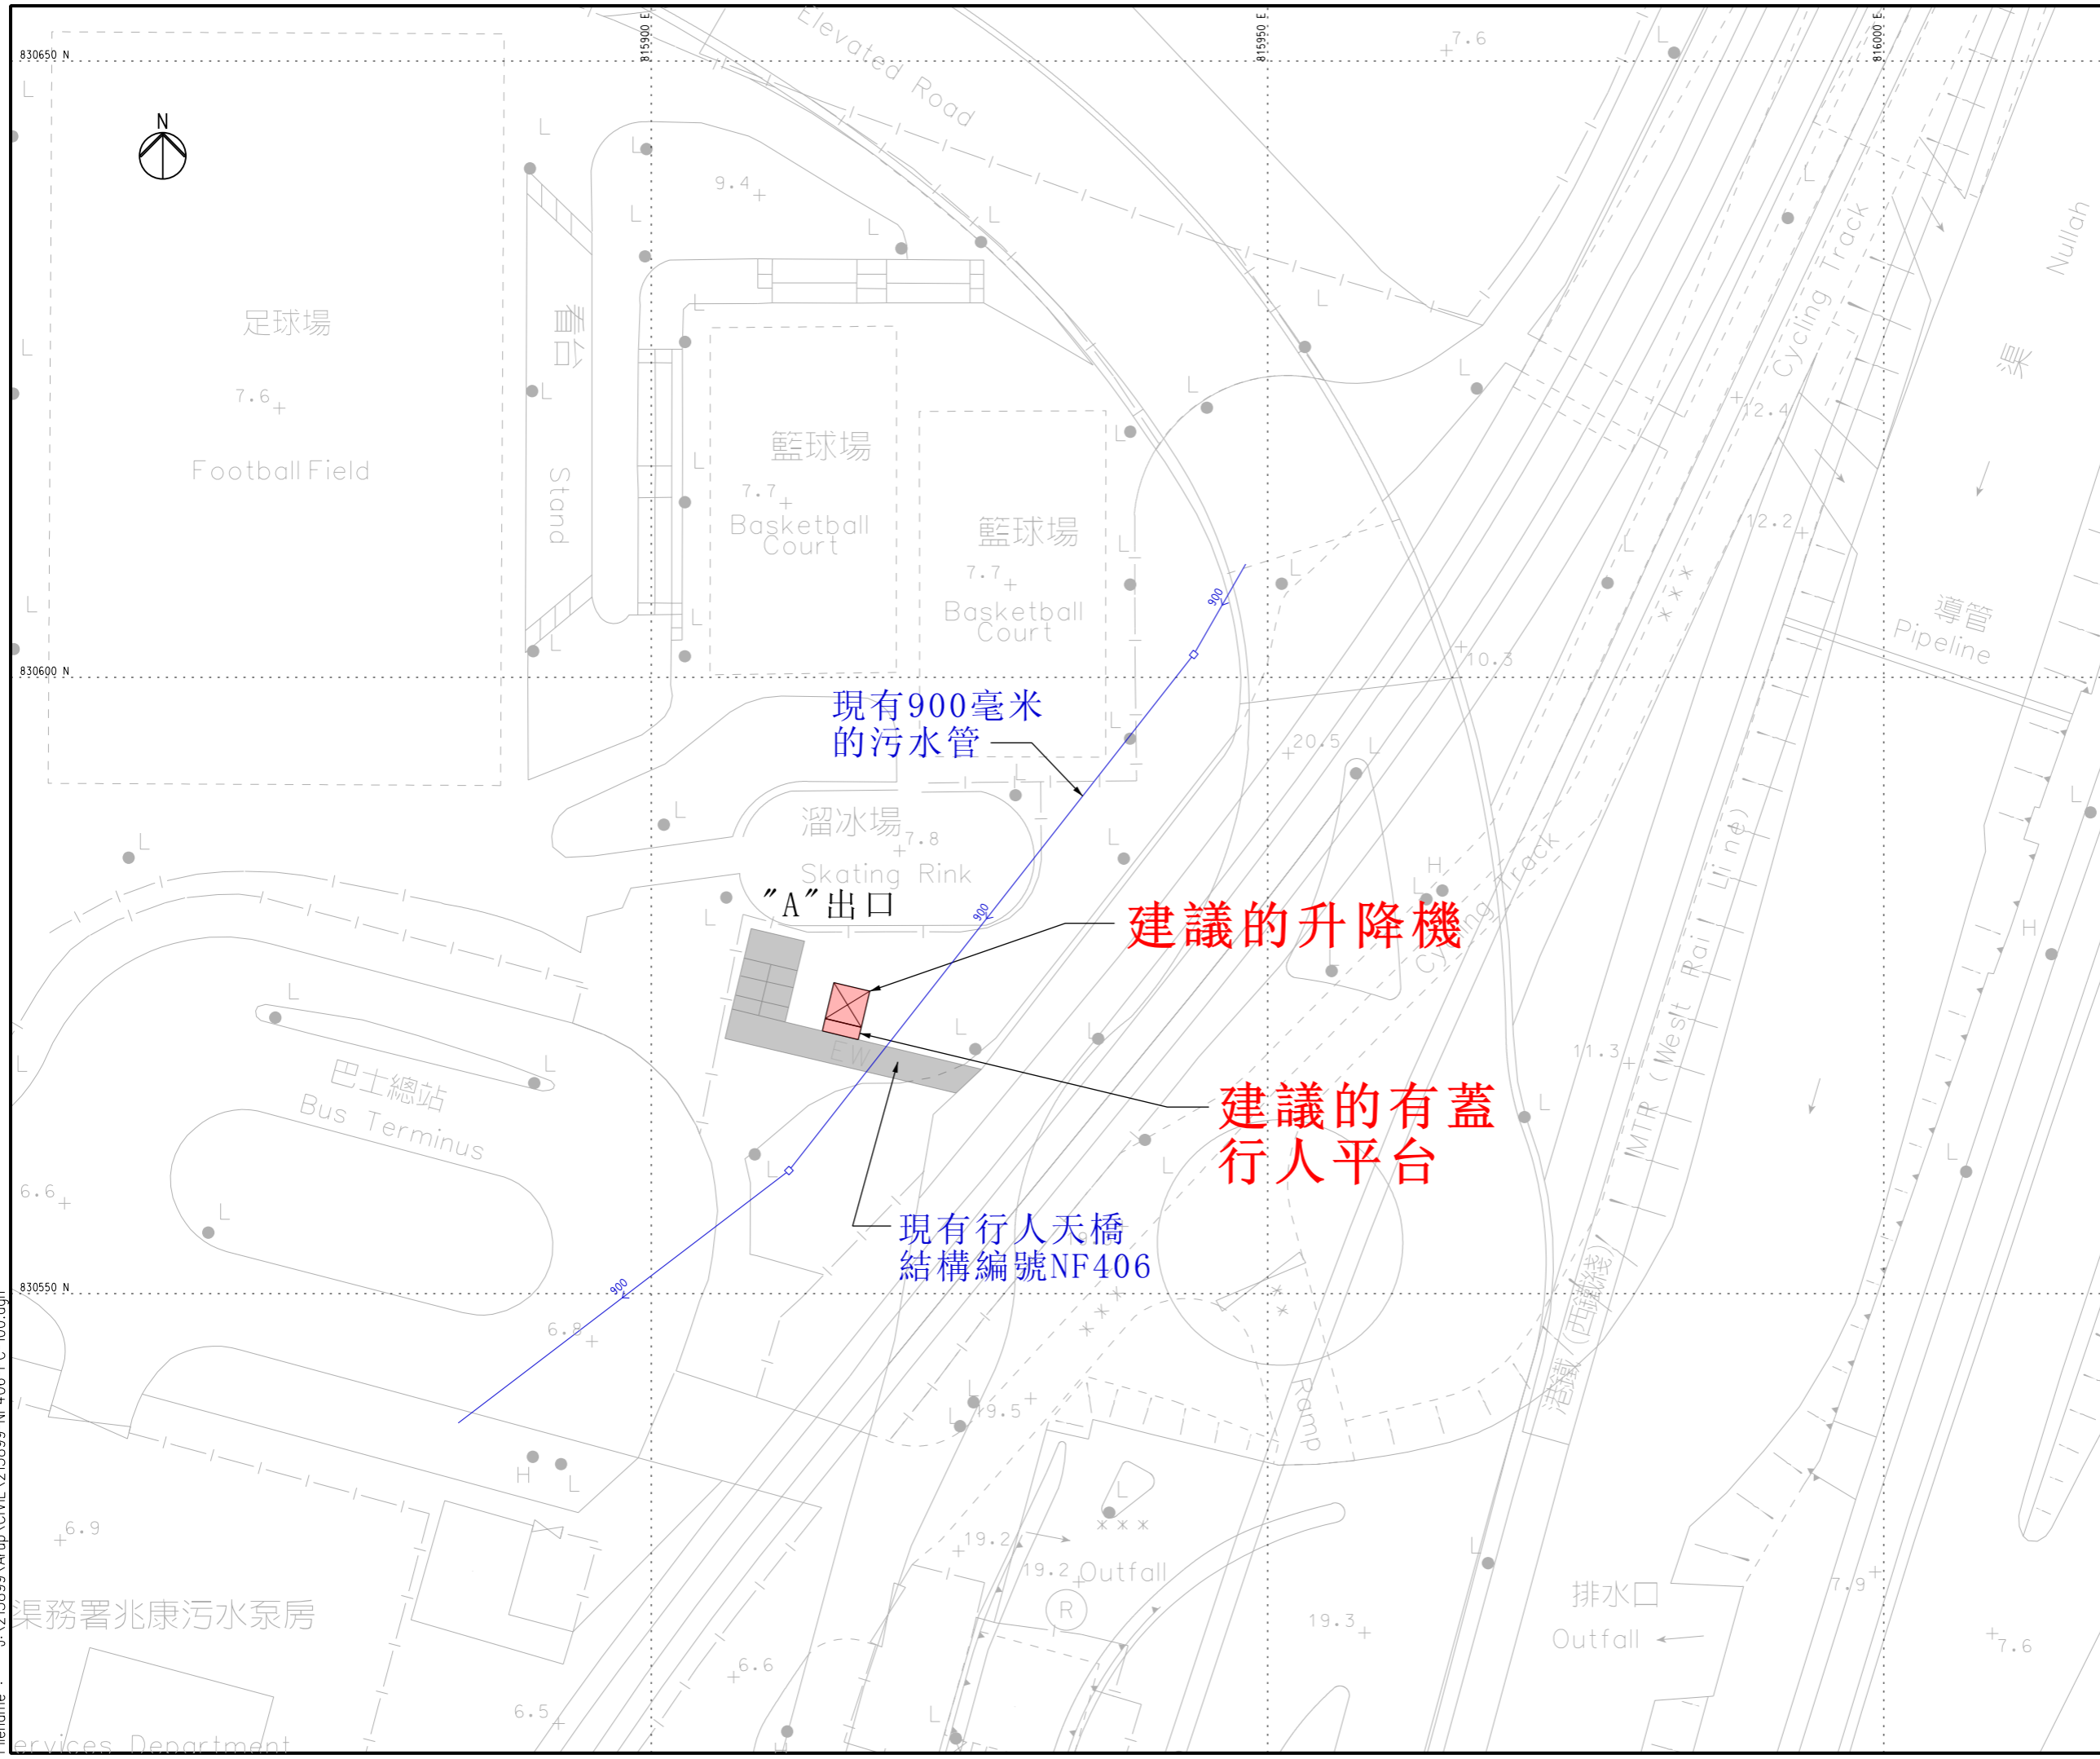 830650 N
815900 E
815950 E
816000 E
Elevated Road
7.6
N
9.4
Cycling Track
Nullah
渠
足球場
看台
7.6
Football Field
Stand
籃球場
7.7
Basketball
Court
籃球場
7.7
Basketball
Court
12.4
12.2
導管
Pipeline
900
830600 N
10.3
現有900毫米
的污水管
20.5
溜冰場
7.8
Skating Rink
"A"出口
900
建議的升降機
Cycling Track
MTR (West Rail Line)
港鐵(西鐵綫)
EW
11.3
巴士總站
Bus Terminus
建議的有蓋
行人平台
6.6
現有行人天橋
結構編號NF406
830550 N
900
6.8
19.5
Ramp
6.9
19.2
19.2
Outfall
R
渠務署兆康污水泵房
排水口
Outfall
7.9
19.3
7.6
6.6
6.5
ervices Department